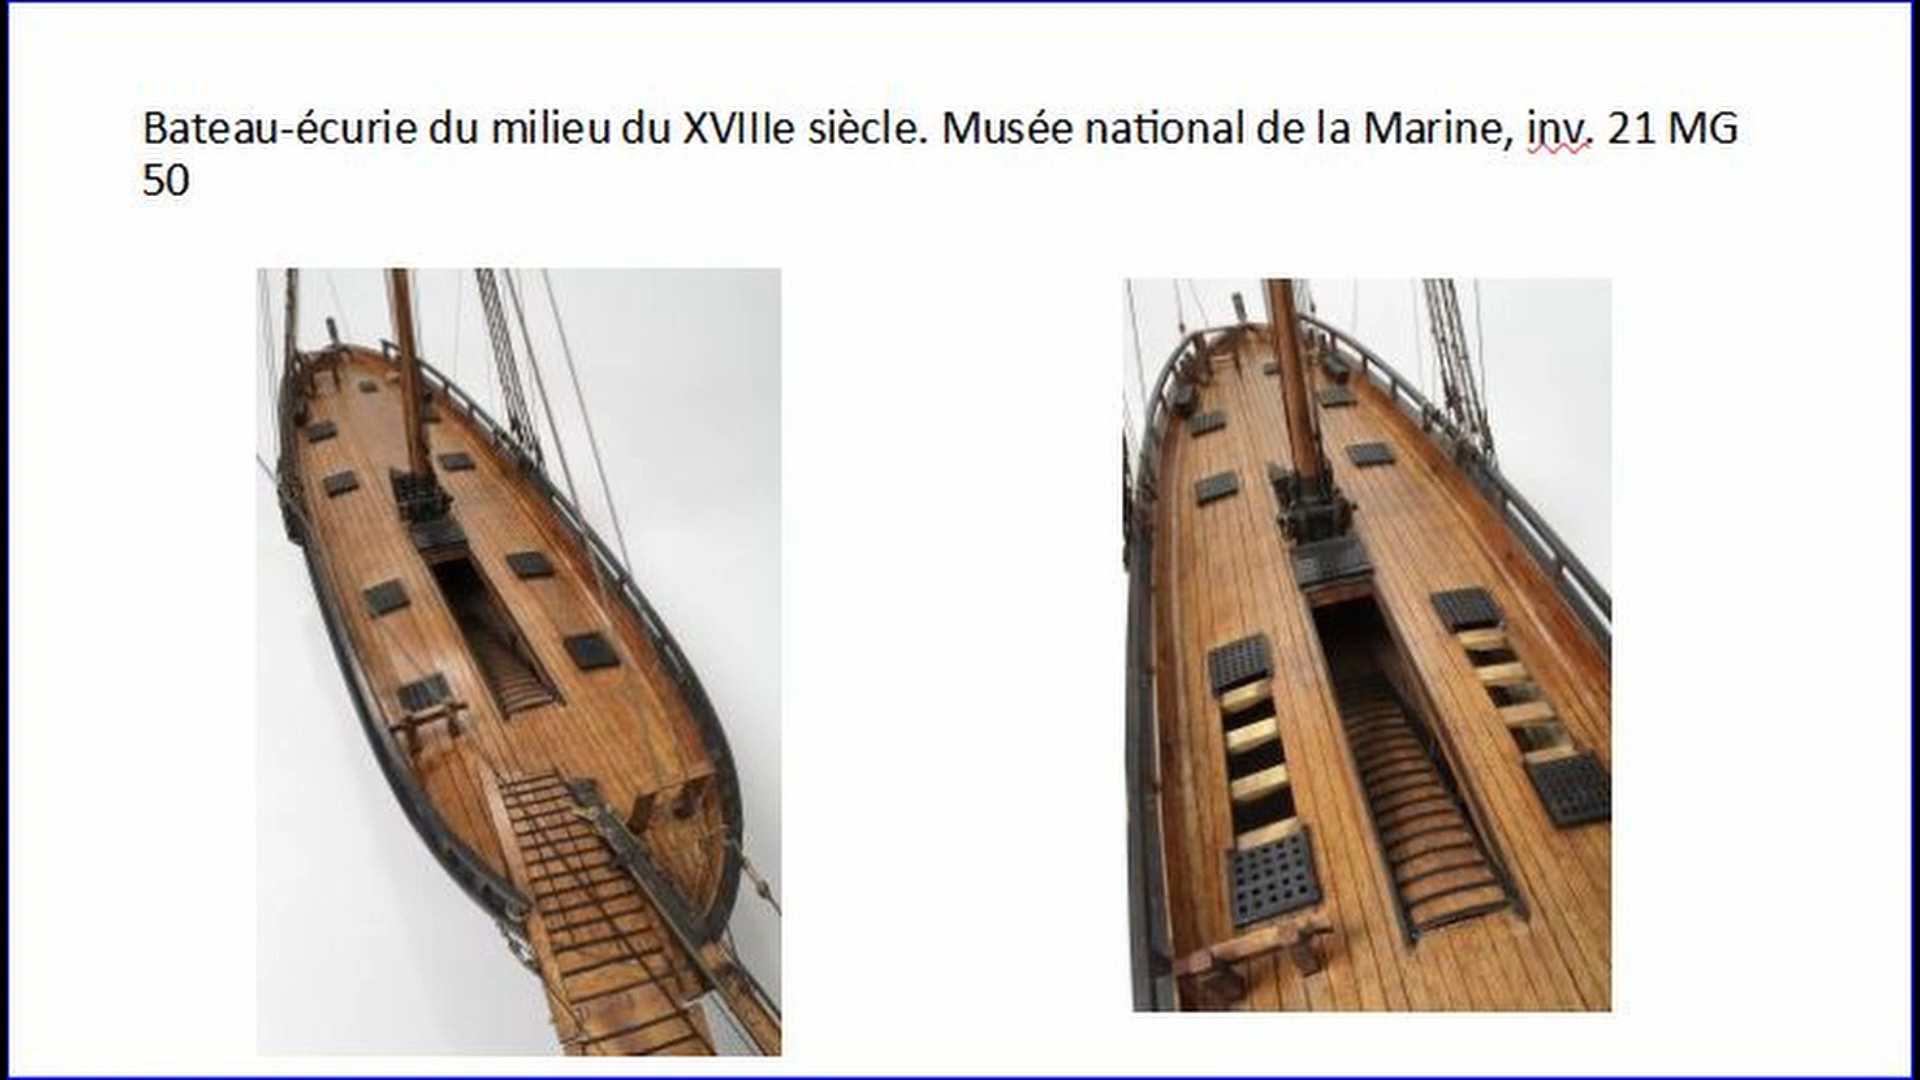 Bateau-écurie du milieu du XVIIIe siècle. Musée national de la Marine, inv. 21 MG
50